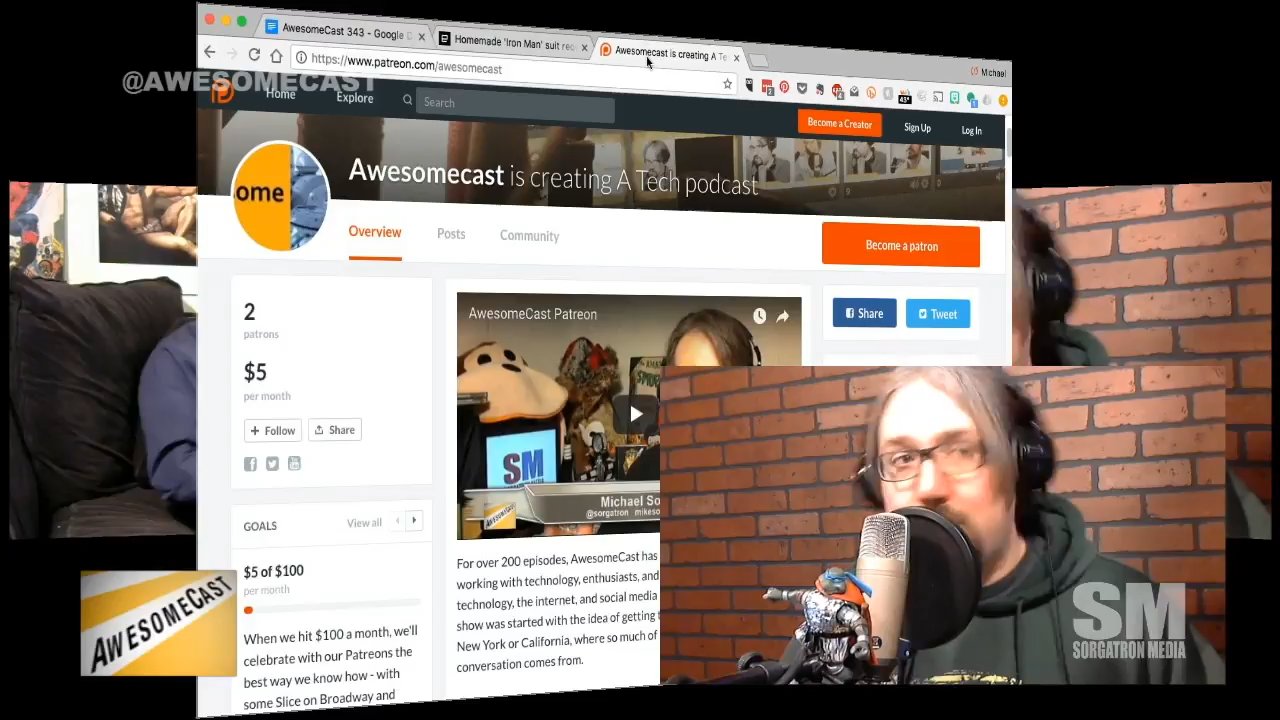 AwesomeCast 343 - Google D
Homemade 'Iron Man' suit rec
Awesomecast is creating A Te
Michael
https://www.patreon.com/awesomecast
@AWESOMECAST
Home
Explore
Search
Become a Creator
Sign Up
Log In
Awesomecast is creating A Tech podcast
ome
Overview
Posts
Community
Become a patron
2
patrons
$5
per month
+ Follow
Share
AwesomeCast Patreon
Share
Tweet
SM
Michael So
@sorgatron mikeso
GOALS
View all
$5 of $100
per month
When we hit $100 a month, we'll
celebrate with our Patreons the
best way we know how - with
some Slice on Broadway and
For over 200 episodes, AwesomeCast has
working with technology, enthusiasts, and
technology, the internet, and social media
show was started with the idea of getting
New York or California, where so much of
conversation comes from.
AWESOMECAST
SM
SORGATRON MEDIA